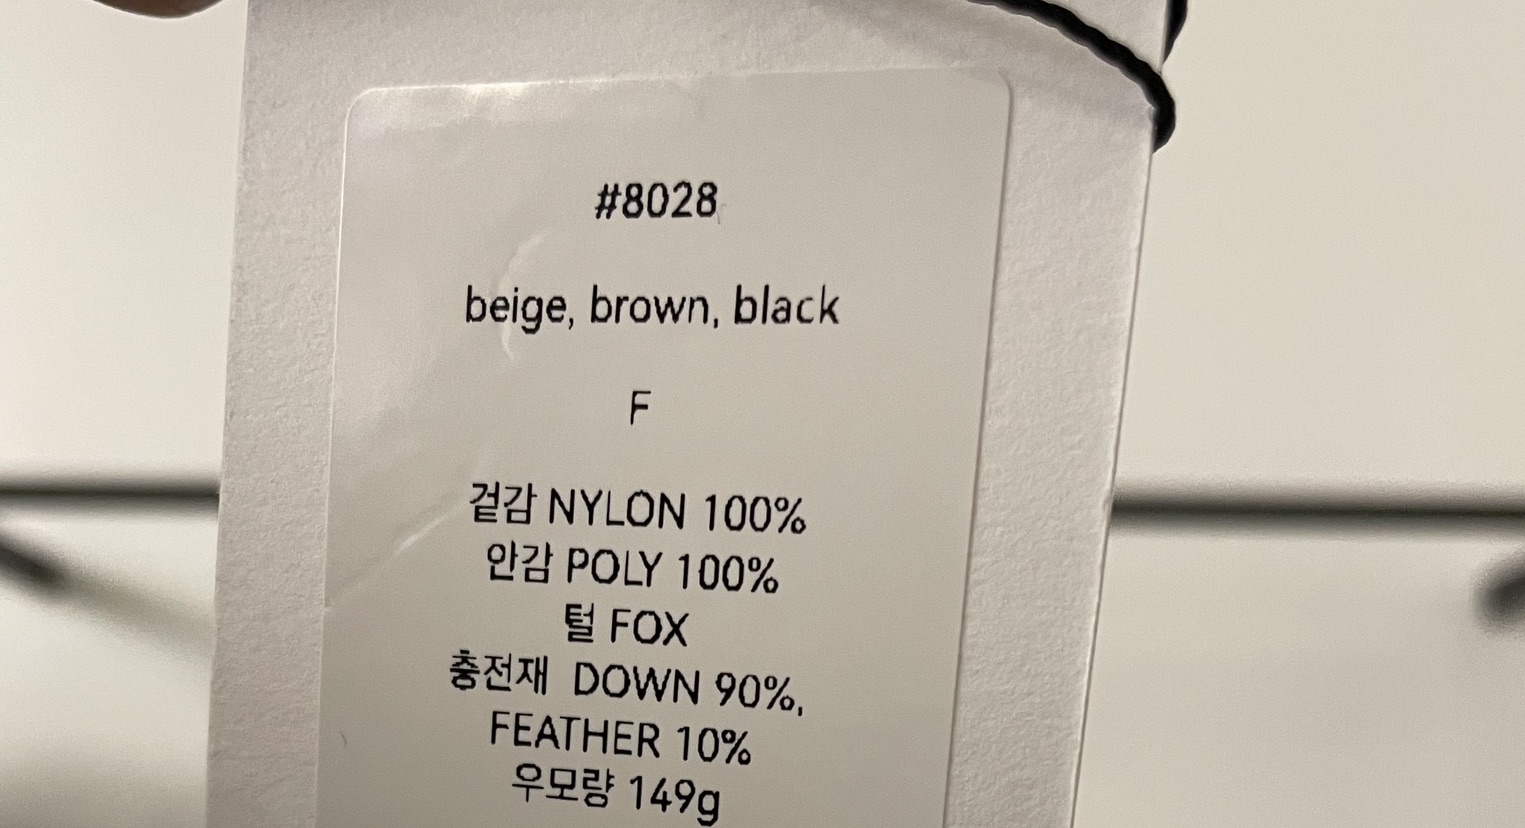 #8028
beige, brown, black
F
겉감 NYLON 100%
안감 POLY 100%
털 FOX
충전재 DOWN 90%,
FEATHER 10%
우모량 149g